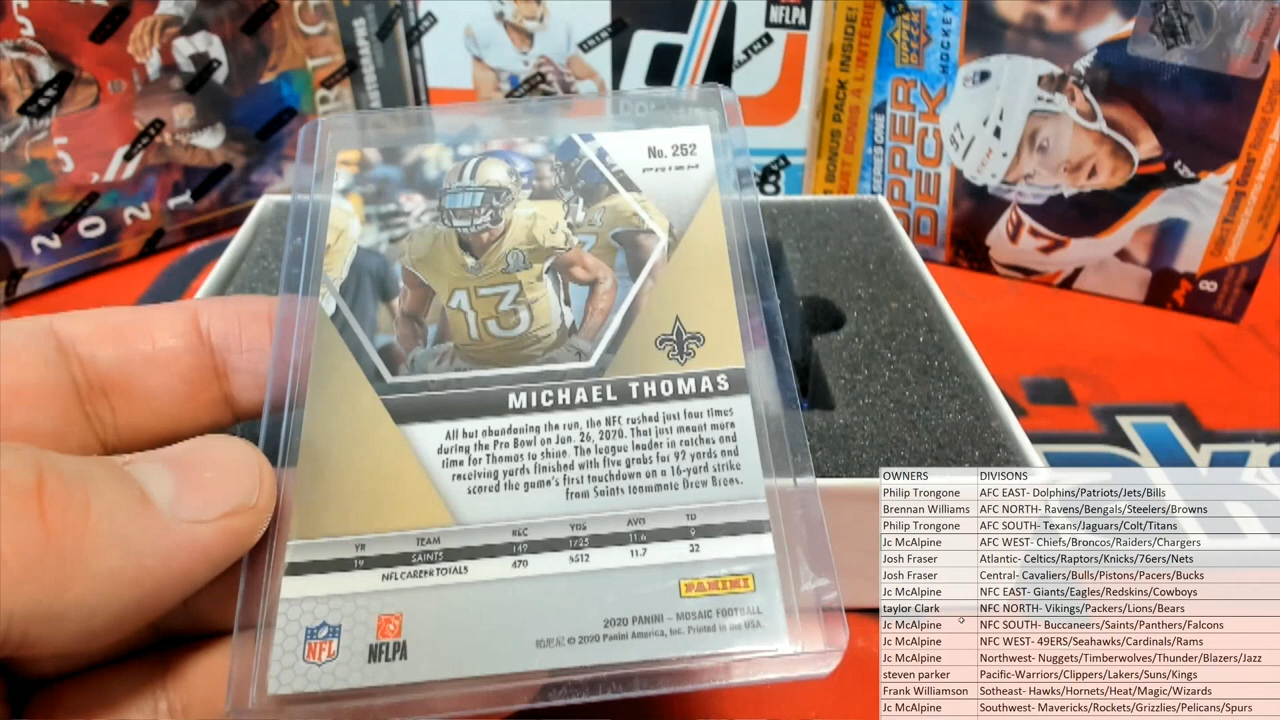 NFLPA
2021
BONUS PACK INSIDE!
SERIES ONE
UPPER DECK
UPPER DECK
HOCKEY
97
8
No. 252
PRIZM
13
MICHAEL THOMAS
All but abandoning the run, the NFC rushed just four times
during the Pro Bowl on Jan. 26, 2020. That just meant more
time for Thomas to shine. The league leader in catches and
receiving yards finished with five grabs for 92 yards and
scored the game's first touchdown on a 16-yard strike
from Saints teammate Drew Brees.
YR TEAM REC YDS AVG TD
19 SAINTS 149 1725 11.6 9
NFL CAREER TOTALS 470 5512 11.7 32
PANINI
2020 PANINI – MOSAIC FOOTBALL
© 2020 Panini America, Inc. Printed in the USA.
NFL
NFLPA
OWNERS DIVISONS
Philip Trongone AFC EAST- Dolphins/Patriots/Jets/Bills
Brennan Williams AFC NORTH- Ravens/Bengals/Steelers/Browns
Philip Trongone AFC SOUTH- Texans/Jaguars/Colt/Titans
Jc McAlpine AFC WEST- Chiefs/Broncos/Raiders/Chargers
Josh Fraser Atlantic- Celtics/Raptors/Knicks/76ers/Nets
Josh Fraser Central- Cavaliers/Bulls/Pistons/Pacers/Bucks
Jc McAlpine NFC EAST- Giants/Eagles/Redskins/Cowboys
taylor Clark NFC NORTH- Vikings/Packers/Lions/Bears
Jc McAlpine NFC SOUTH- Buccaneers/Saints/Panthers/Falcons
Jc McAlpine NFC WEST- 49ERS/Seahawks/Cardinals/Rams
Jc McAlpine Northwest- Nuggets/Timberwolves/Thunder/Blazers/Jazz
steven parker Pacific-Warriors/Clippers/Lakers/Suns/Kings
Frank Williamson Sotheast- Hawks/Hornets/Heat/Magic/Wizards
Jc McAlpine Southwest- Mavericks/Rockets/Grizzlies/Pelicans/Spurs